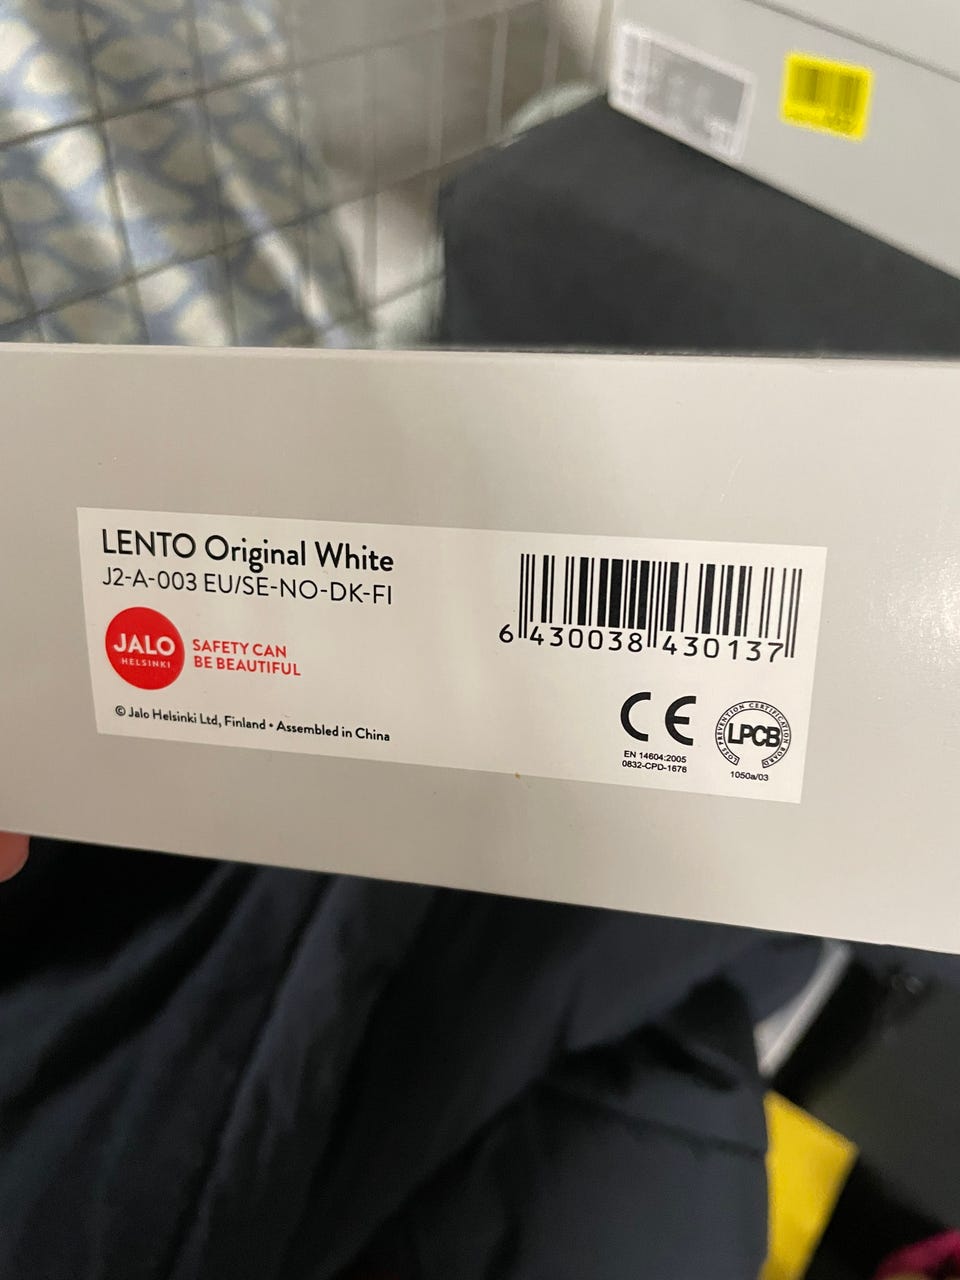 LENTO Original White
J2-A-003 EU/SE-NO-DK-FI
JALO
HELSINKI
SAFETY CAN
BE BEAUTIFUL
© Jalo Helsinki Ltd, Finland • Assembled in China
6 430038 430137
CE
EN 14604:2005
0832-CPD-1676
LOSS PREVENTION CERTIFICATION BOARD
LPCB
1050a/03